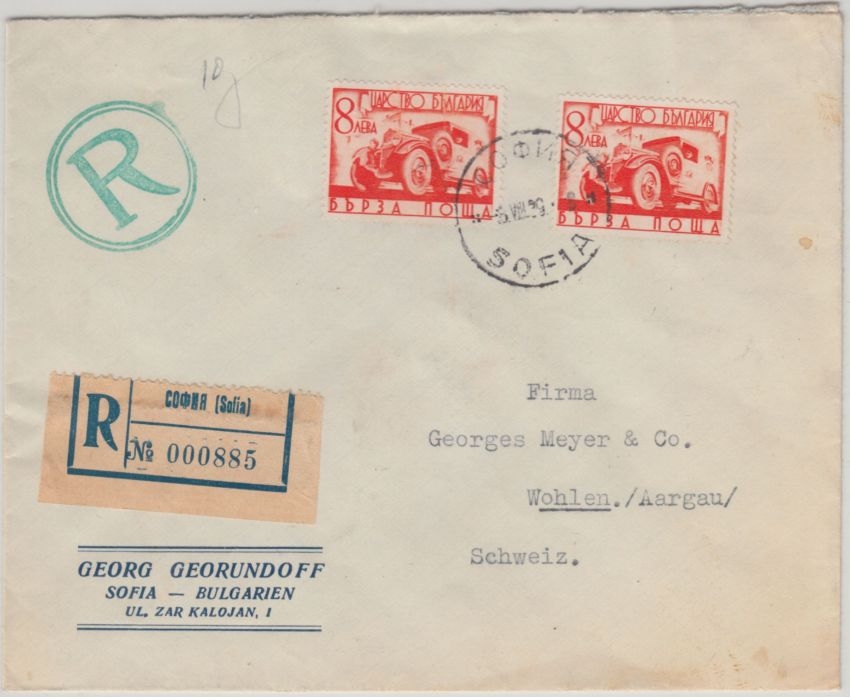 10
R
8 ЦАРСТВО БЪЛГАРИЯ
ЛЕВА
БЪРЗА ПОЩА
8 ЦАРСТВО БЪЛГАРИЯ
ЛЕВА
БЪРЗА ПОЩА
СОФИЯ
SOFIA
R
СОФИЯ (Sofia)
№ 000885
Firma
Georges Meyer & Co.
Wohlen./Aargau/
Schweiz.
GEORG GEORUNDOFF
SOFIA — BULGARIEN
UL. ZAR KALOJAN, 1